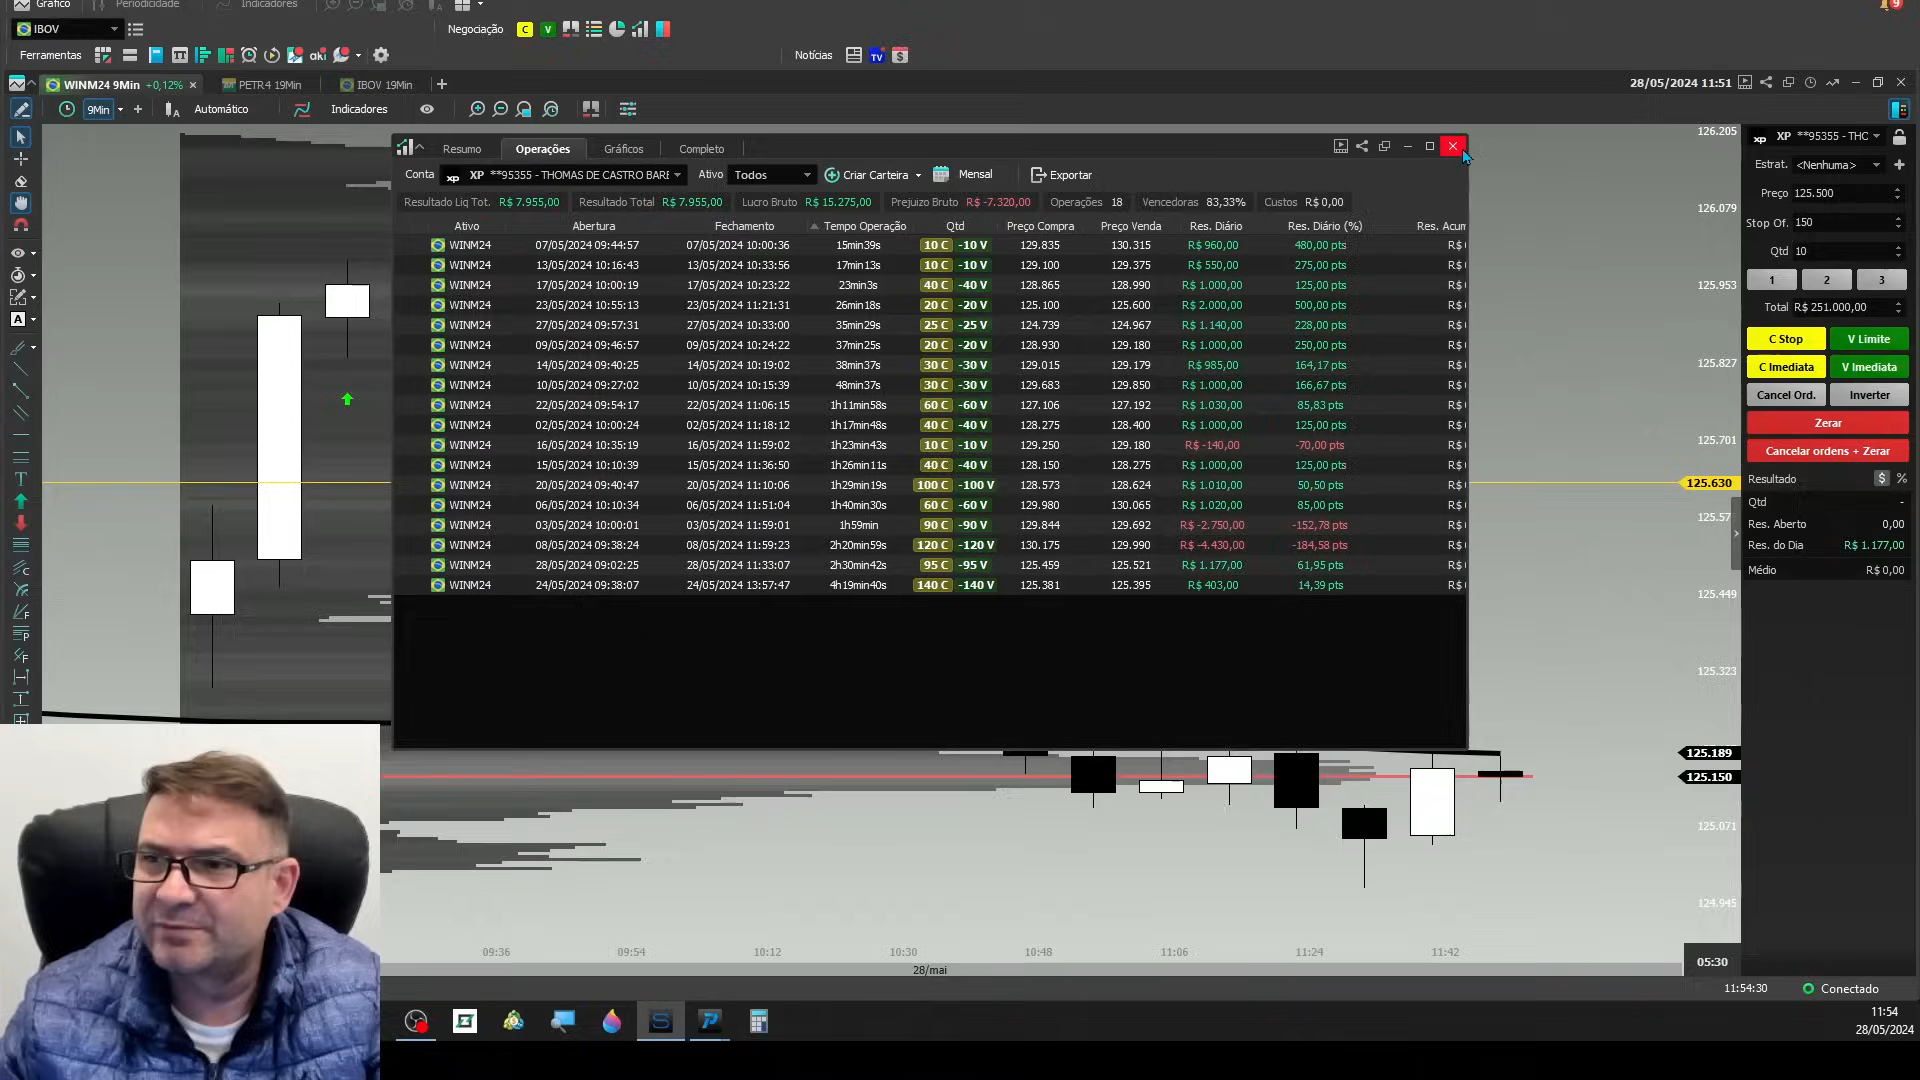 Gráfico Periodicidade Indicadores 9
IBOV Negociação C V
Ferramentas aki Notícias TV
WINM24 9Min +0,12% PETR4 19Min IBOV 19Min 28/05/2024 11:51
9Min Automático Indicadores
Resumo Operações Gráficos Completo
Conta XP XP **95355 - THOMAS DE CASTRO BARE Ativo Todos Criar Carteira Mensal Exportar
Resultado Liq Tot. R$ 7.955,00 Resultado Total R$ 7.955,00 Lucro Bruto R$ 15.275,00 Prejuizo Bruto R$ -7.320,00 Operações 18 Vencedoras 83,33% Custos R$ 0,00
Ativo Abertura Fechamento Tempo Operação Qtd Preço Compra Preço Venda Res. Diário Res. Diário (%) Res. Acum
WINM24 07/05/2024 09:44:57 07/05/2024 10:00:36 15min39s 10 C -10 V 129.835 130.315 R$ 960,00 480,00 pts R$
WINM24 13/05/2024 10:16:43 13/05/2024 10:33:56 17min13s 10 C -10 V 129.100 129.375 R$ 550,00 275,00 pts R$
WINM24 17/05/2024 10:00:19 17/05/2024 10:23:22 23min3s 40 C -40 V 128.865 128.990 R$ 1.000,00 125,00 pts R$
WINM24 23/05/2024 10:55:13 23/05/2024 11:21:31 26min18s 20 C -20 V 125.100 125.600 R$ 2.000,00 500,00 pts R$
WINM24 27/05/2024 09:57:31 27/05/2024 10:33:00 35min29s 25 C -25 V 124.739 124.967 R$ 1.140,00 228,00 pts R$
WINM24 09/05/2024 09:46:57 09/05/2024 10:24:22 37min25s 20 C -20 V 128.930 129.180 R$ 1.000,00 250,00 pts R$
WINM24 14/05/2024 09:40:25 14/05/2024 10:19:02 38min37s 30 C -30 V 129.015 129.179 R$ 985,00 164,17 pts R$
WINM24 10/05/2024 09:27:02 10/05/2024 10:15:39 48min37s 30 C -30 V 129.683 129.850 R$ 1.000,00 166,67 pts R$
WINM24 22/05/2024 09:54:17 22/05/2024 11:06:15 1h11min58s 60 C -60 V 127.106 127.192 R$ 1.030,00 85,83 pts R$
WINM24 02/05/2024 10:00:24 02/05/2024 11:18:12 1h17min48s 40 C -40 V 128.275 128.400 R$ 1.000,00 125,00 pts R$
WINM24 16/05/2024 10:35:19 16/05/2024 11:59:02 1h23min43s 10 C -10 V 129.250 129.180 R$ -140,00 -70,00 pts R$
WINM24 15/05/2024 10:10:39 15/05/2024 11:36:50 1h26min11s 40 C -40 V 128.150 128.275 R$ 1.000,00 125,00 pts R$
WINM24 20/05/2024 09:40:47 20/05/2024 11:10:06 1h29min19s 100 C -100 V 128.573 128.624 R$ 1.010,00 50,50 pts R$
WINM24 06/05/2024 10:10:34 06/05/2024 11:51:04 1h40min30s 60 C -60 V 129.980 130.065 R$ 1.020,00 85,00 pts R$
WINM24 03/05/2024 10:00:01 03/05/2024 11:59:01 1h59min 90 C -90 V 129.844 129.692 R$ -2.750,00 -152,78 pts R$
WINM24 08/05/2024 09:38:24 08/05/2024 11:59:23 2h20min59s 120 C -120 V 130.175 129.990 R$ -4.430,00 -184,58 pts R$
WINM24 28/05/2024 09:02:25 28/05/2024 11:33:07 2h30min42s 95 C -95 V 125.459 125.521 R$ 1.177,00 61,95 pts R$
WINM24 24/05/2024 09:38:07 24/05/2024 13:57:47 4h19min40s 140 C -140 V 125.381 125.395 R$ 403,00 14,39 pts R$
126.205
126.079
125.953
125.827
125.701
125.630
125.57
125.449
125.323
125.189
125.150
125.071
124.945
XP XP **95355 - THC
Estrat. <Nenhuma>
Preço 125.500
Stop Of. 150
Qtd 10
1 2 3
Total R$ 251.000,00
C Stop V Limite
C Imediata V Imediata
Cancel Ord. Inverter
Zerar
Cancelar ordens + Zerar
Resultado $ %
Qtd -
Res. Aberto 0,00
Res. do Dia R$ 1.177,00
Médio R$ 0,00
09:36 09:54 10:12 10:30 10:48 11:06 11:24 11:42 05:30
28/mai
11:54:30 Conectado
11:54
28/05/2024